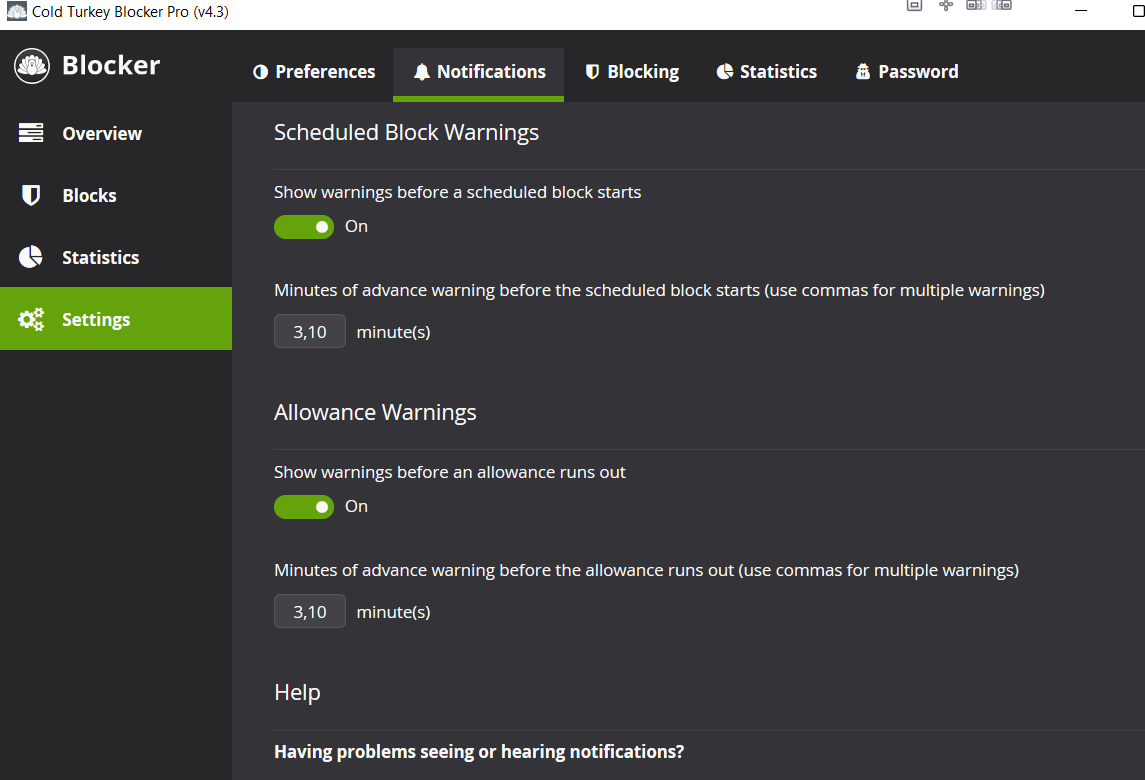 Cold Turkey Blocker Pro (v4.3)
Blocker
Preferences
Notifications
Blocking
Statistics
Password
Overview
Blocks
Statistics
Settings
Scheduled Block Warnings
Show warnings before a scheduled block starts
On
Minutes of advance warning before the scheduled block starts (use commas for multiple warnings)
3,10 minute(s)
Allowance Warnings
Show warnings before an allowance runs out
On
Minutes of advance warning before the allowance runs out (use commas for multiple warnings)
3,10 minute(s)
Help
Having problems seeing or hearing notifications?